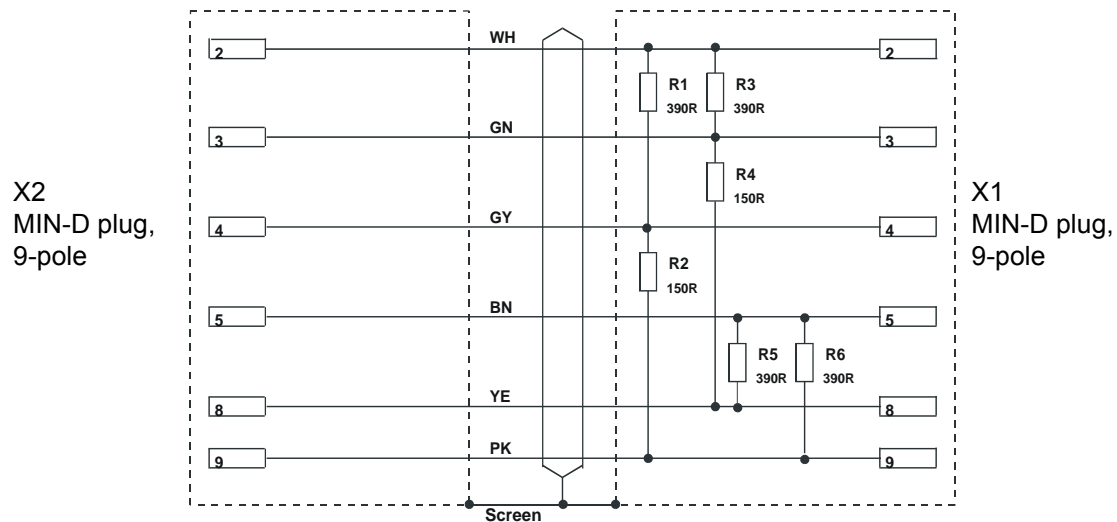 WH
2
2
R1
R3
390R
390R
GN
3
3
R4
150R
X2
MIN-D plug,
9-pole
X1
MIN-D plug,
9-pole
GY
4
4
R2
150R
BN
5
5
R5
R6
390R
390R
YE
8
8
PK
9
9
Screen